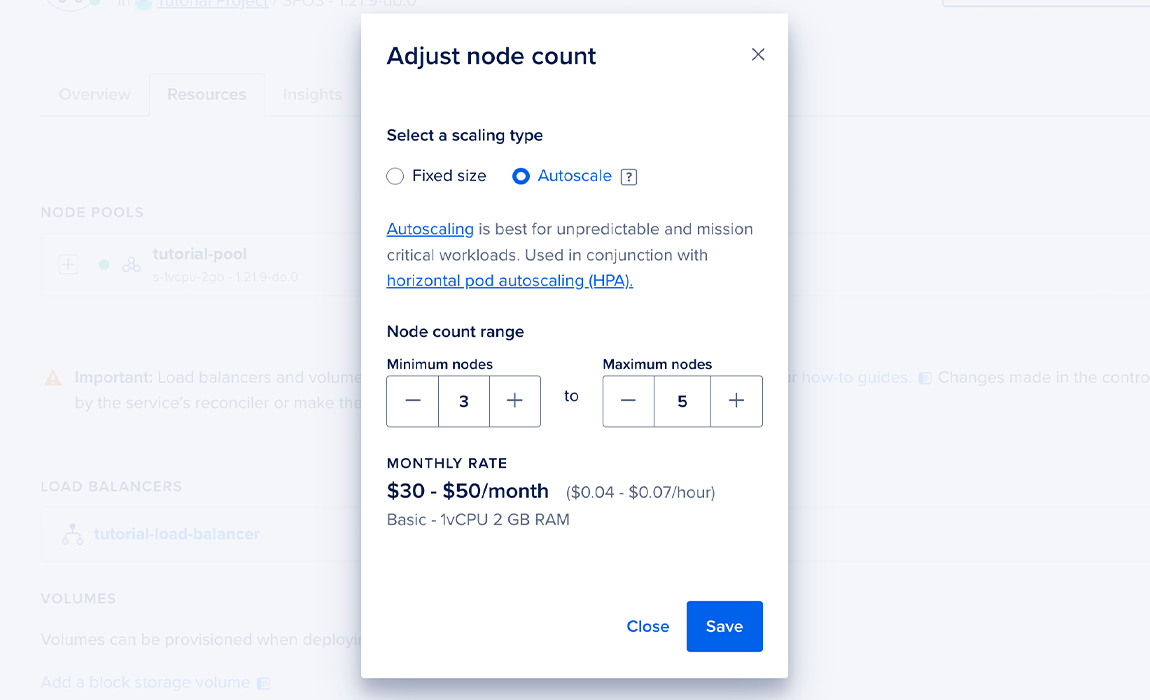 in Tutorial Project / SFO3 - 1.21.9-do.0
Overview Resources Insights
NODE POOLS
tutorial-pool
s-1vcpu-2gb - 1.21.9-do.0
Important: Load balancers and volume
how-to guides. Changes made in the contro
by the service's reconciler or make the
LOAD BALANCERS
tutorial-load-balancer
VOLUMES
Volumes can be provisioned when deployin
Add a block storage volume
Adjust node count
Select a scaling type
Fixed size Autoscale ?
Autoscaling is best for unpredictable and mission
critical workloads. Used in conjunction with
horizontal pod autoscaling (HPA).
Node count range
Minimum nodes Maximum nodes
— 3 + to — 5 +
MONTHLY RATE
$30 - $50/month ($0.04 - $0.07/hour)
Basic - 1vCPU 2 GB RAM
Close Save